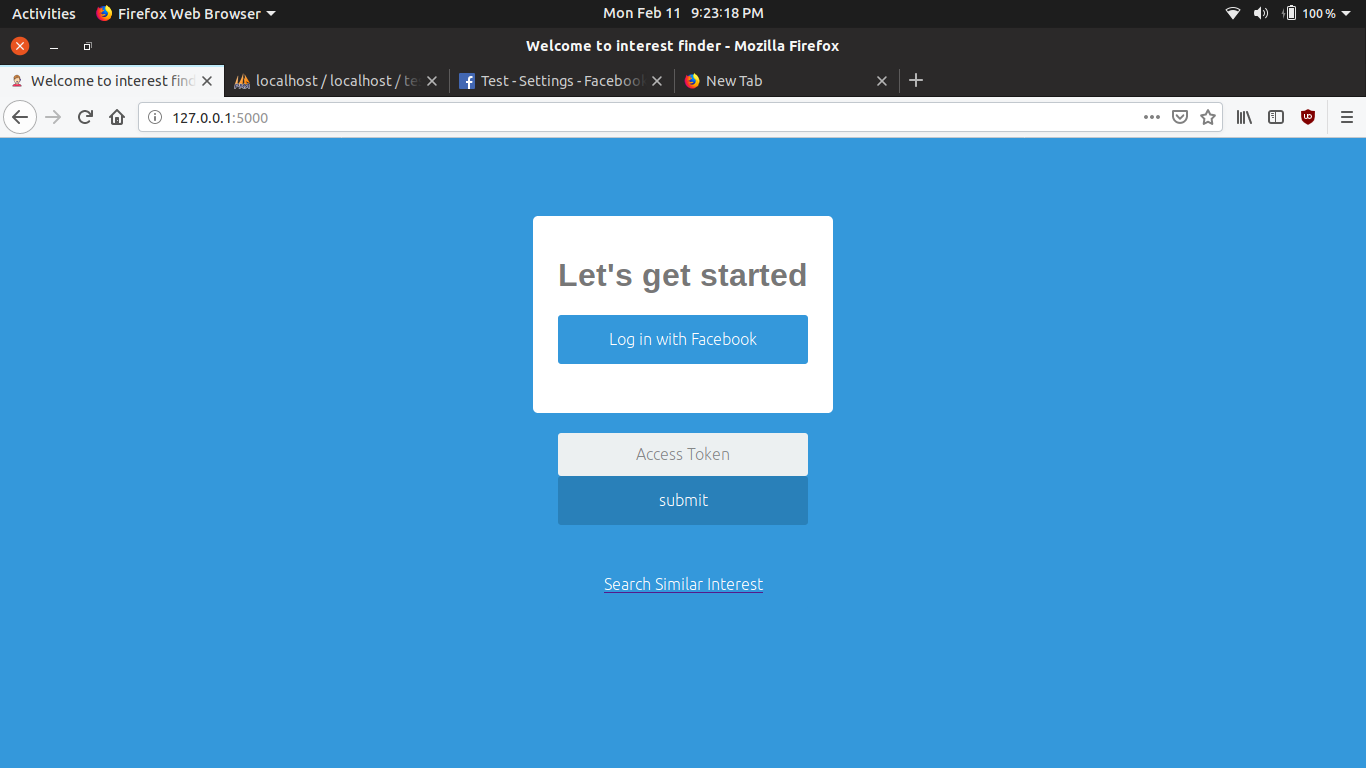 Activities Firefox Web Browser Mon Feb 11 9:23:18 PM 100 %
Welcome to interest finder - Mozilla Firefox
Welcome to interest find localhost / localhost / te Test - Settings - Facebook New Tab
127.0.0.1:5000
Let's get started
Log in with Facebook
Access Token
submit
Search Similar Interest